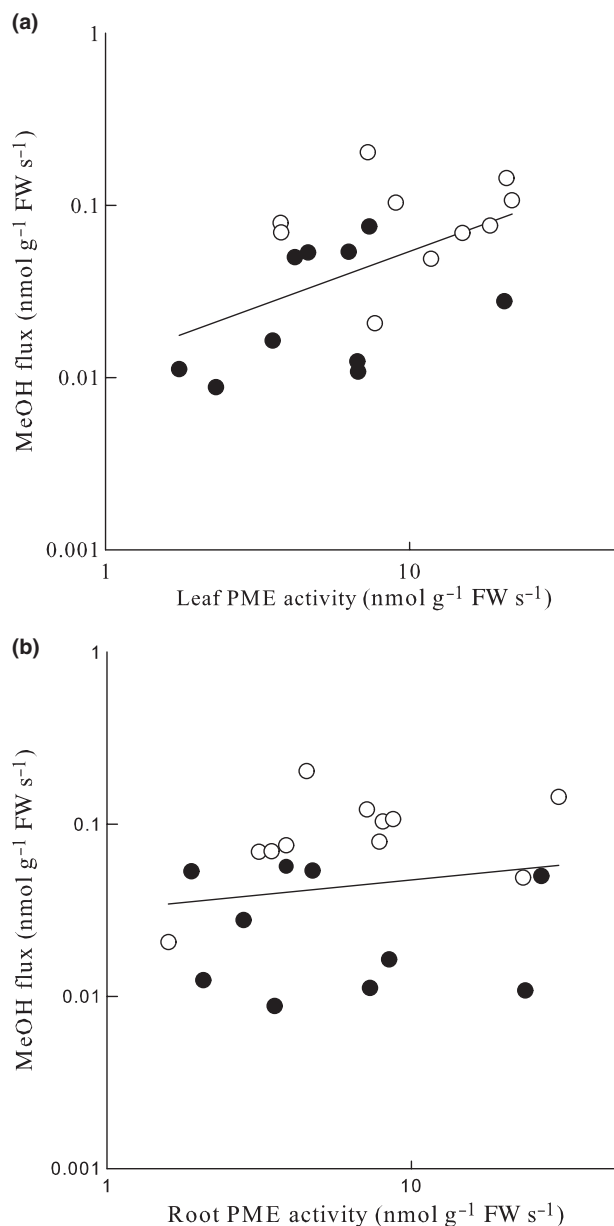 (a)
1
0.1
0.01
0.001
MeOH flux (nmol g⁻¹ FW s⁻¹)
1 10
Leaf PME activity (nmol g⁻¹ FW s⁻¹)
(b)
1
0.1
0.01
0.001
MeOH flux (nmol g⁻¹ FW s⁻¹)
1 10
Root PME activity (nmol g⁻¹ FW s⁻¹)